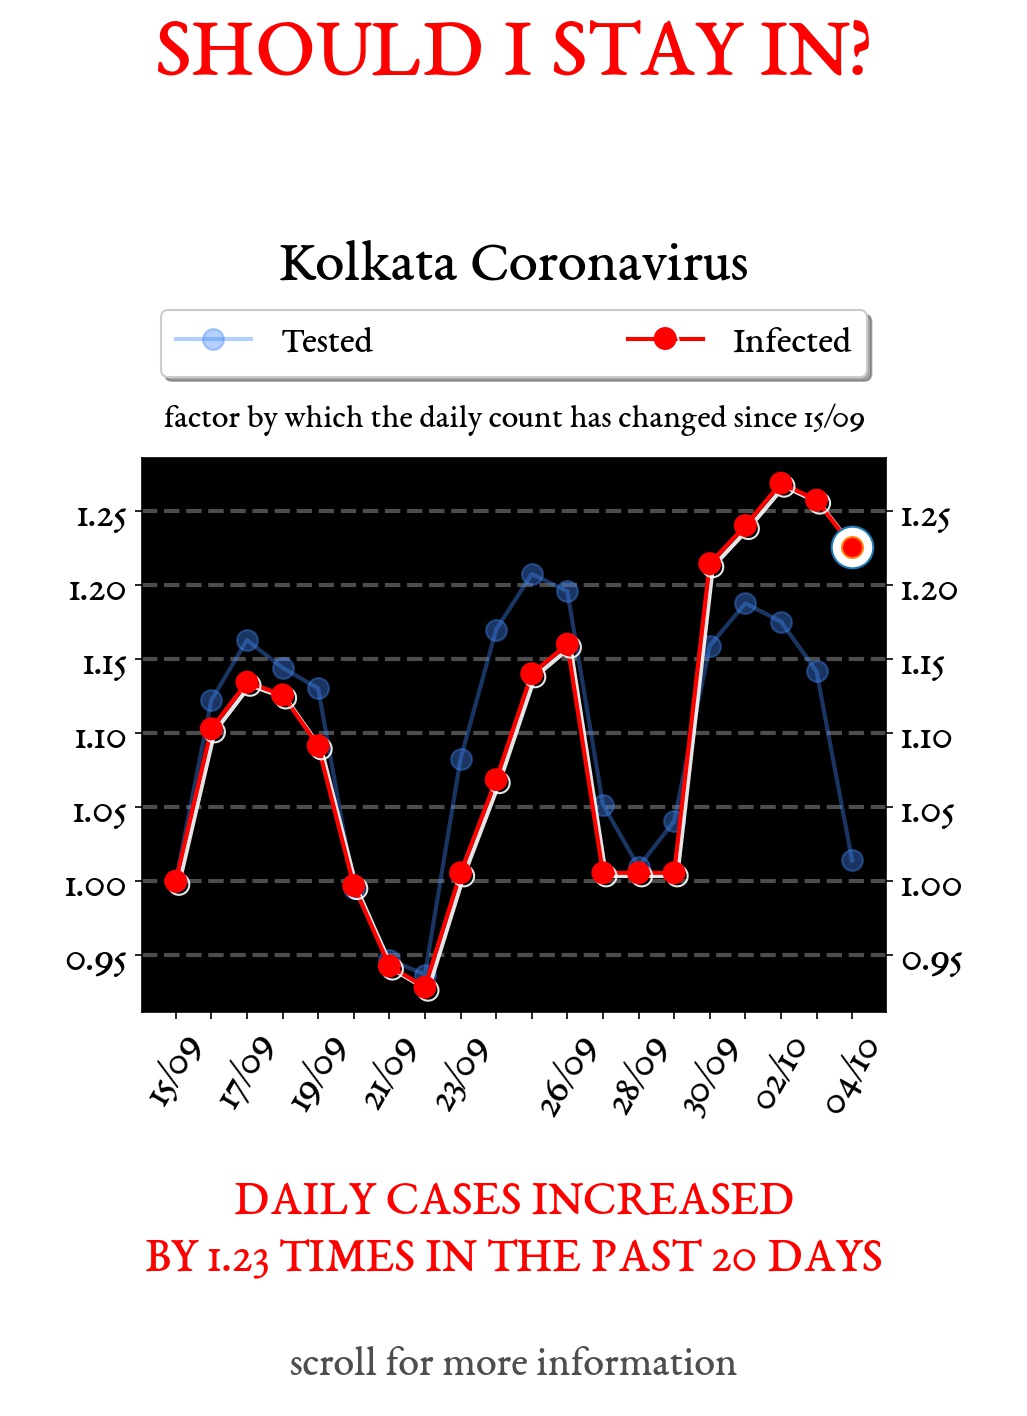 SHOULD I STAY IN?
Kolkata Coronavirus
Tested Infected
factor by which the daily count has changed since 15/09
1.25 1.25
1.20 1.20
1.15 1.15
1.10 1.10
1.05 1.05
1.00 1.00
0.95 0.95
15/09 17/09 19/09 21/09 23/09 26/09 28/09 30/09 02/10 04/10
DAILY CASES INCREASED
BY 1.23 TIMES IN THE PAST 20 DAYS
scroll for more information